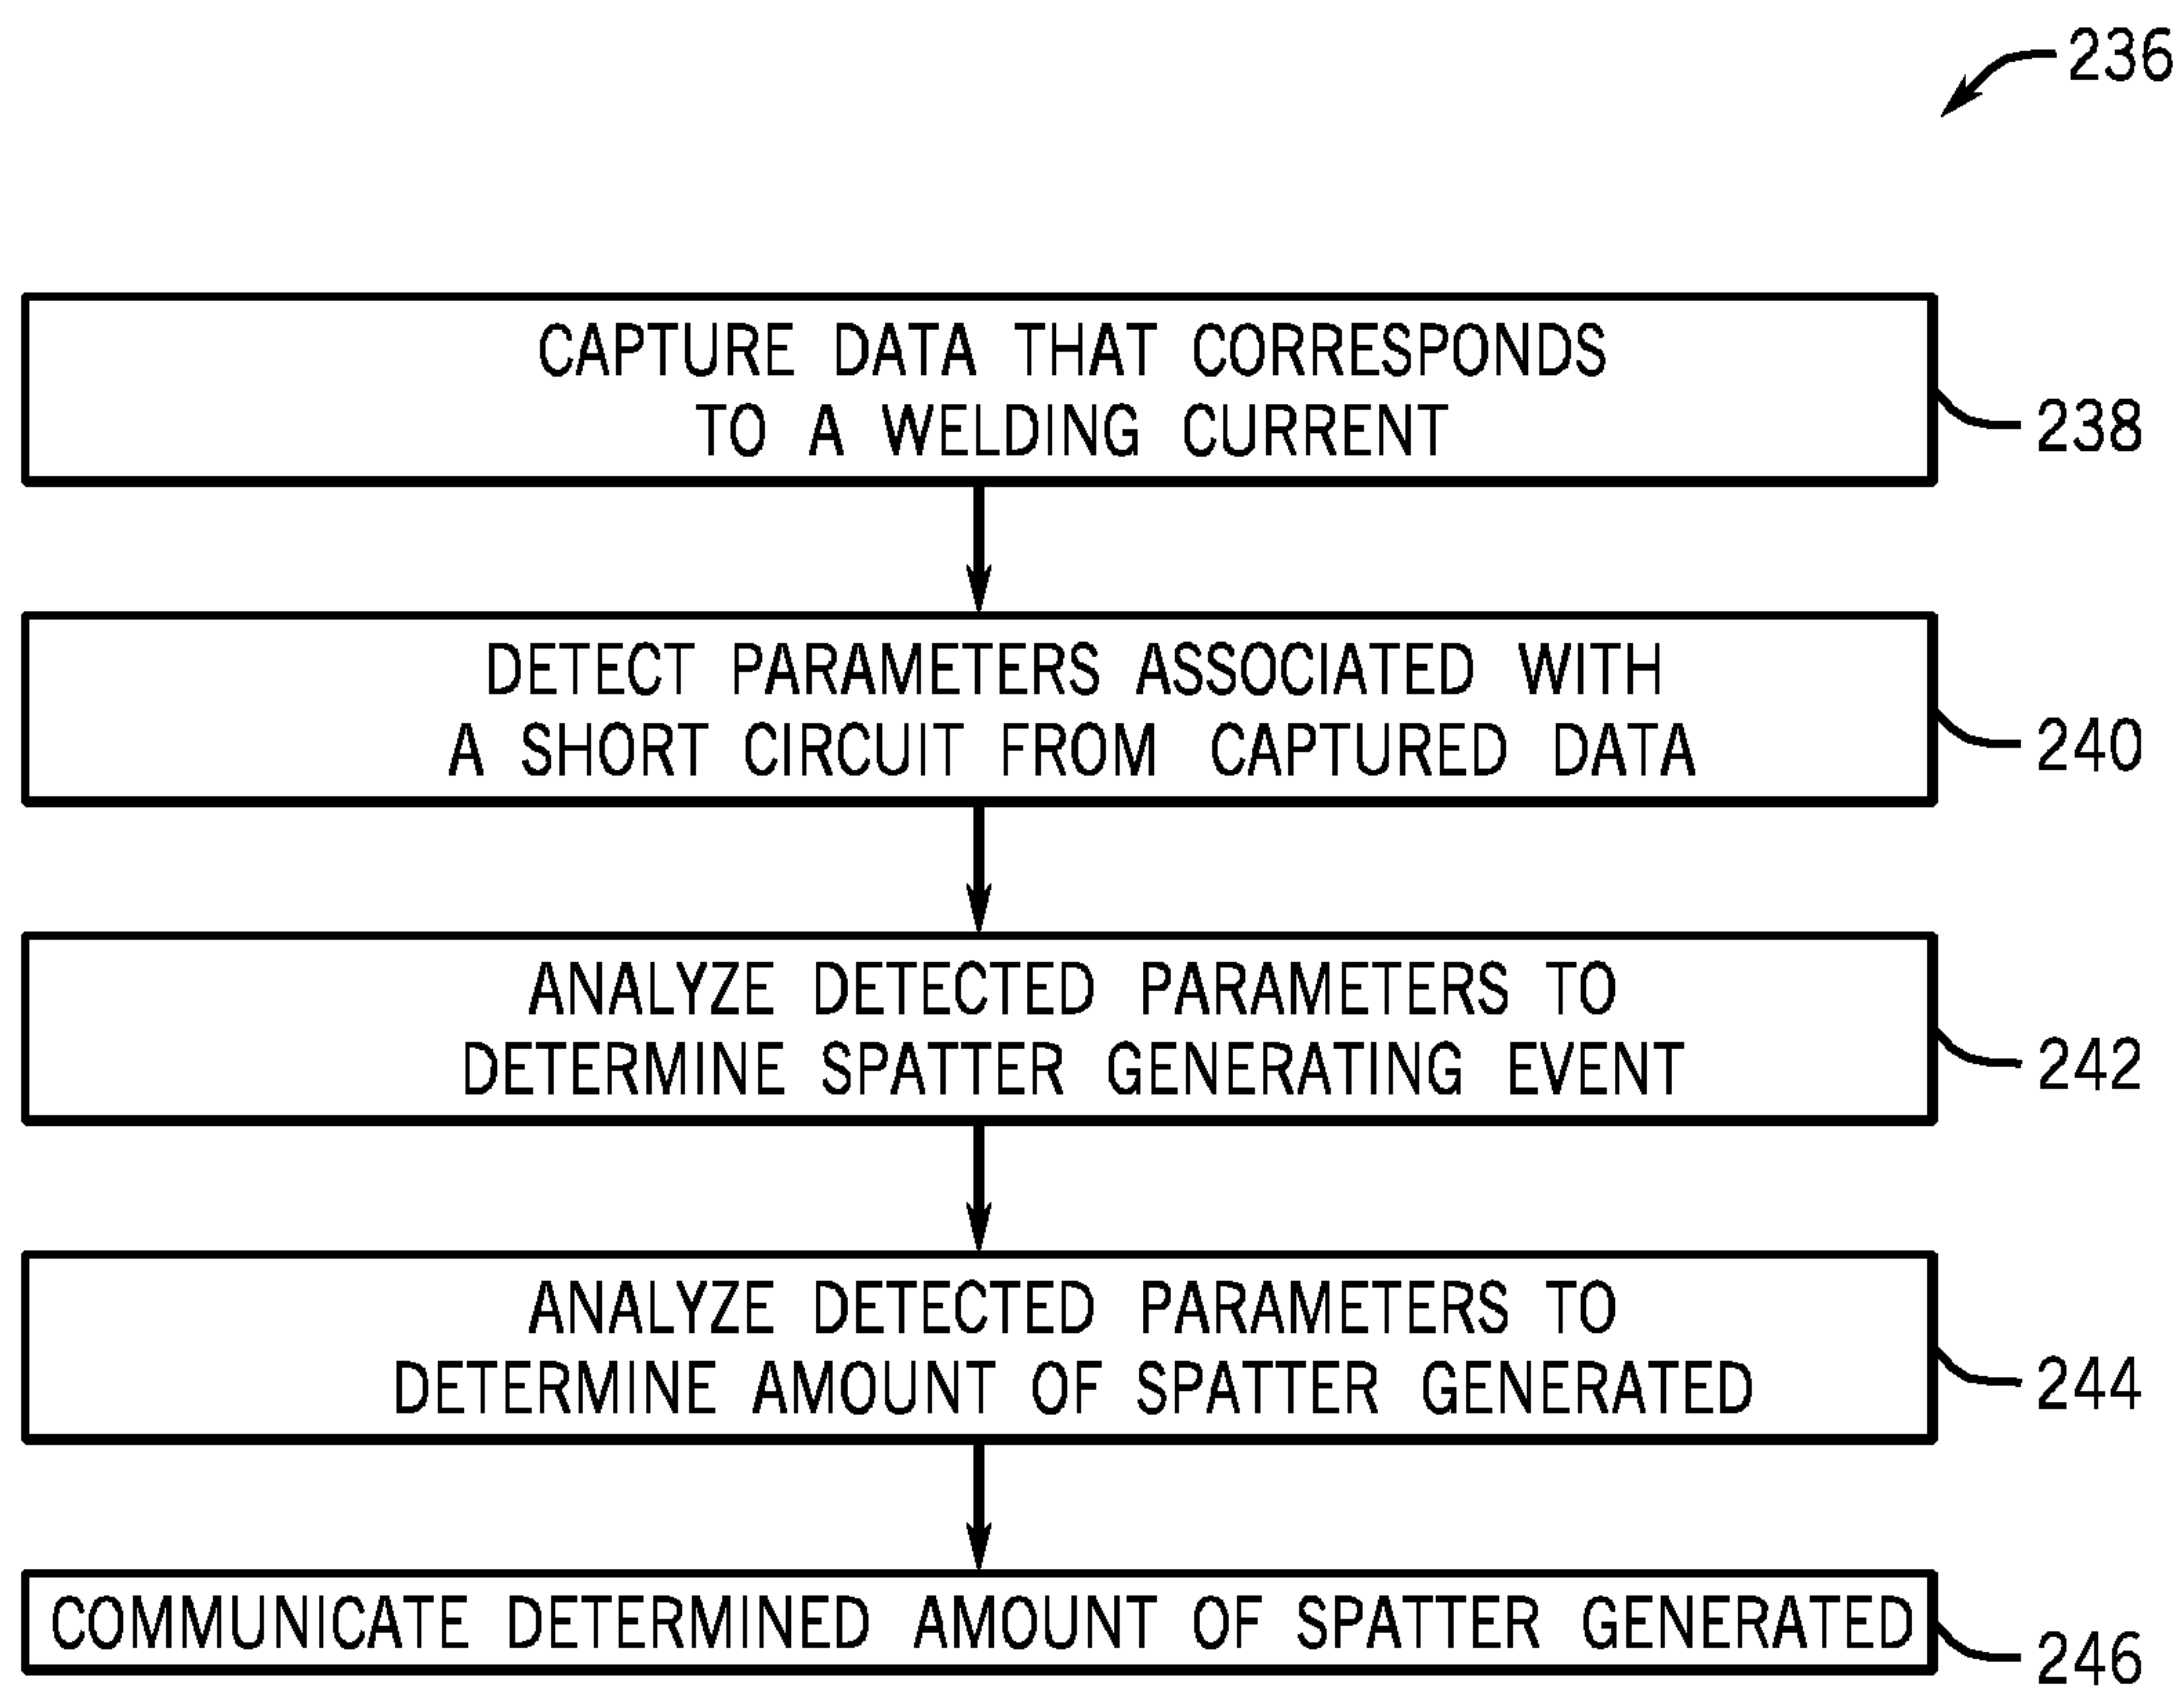 236
CAPTURE DATA THAT CORRESPONDS
TO A WELDING CURRENT
238
DETECT PARAMETERS ASSOCIATED WITH
A SHORT CIRCUIT FROM CAPTURED DATA
240
ANALYZE DETECTED PARAMETERS TO
DETERMINE SPATTER GENERATING EVENT
242
ANALYZE DETECTED PARAMETERS TO
DETERMINE AMOUNT OF SPATTER GENERATED
244
COMMUNICATE DETERMINED AMOUNT OF SPATTER GENERATED
246